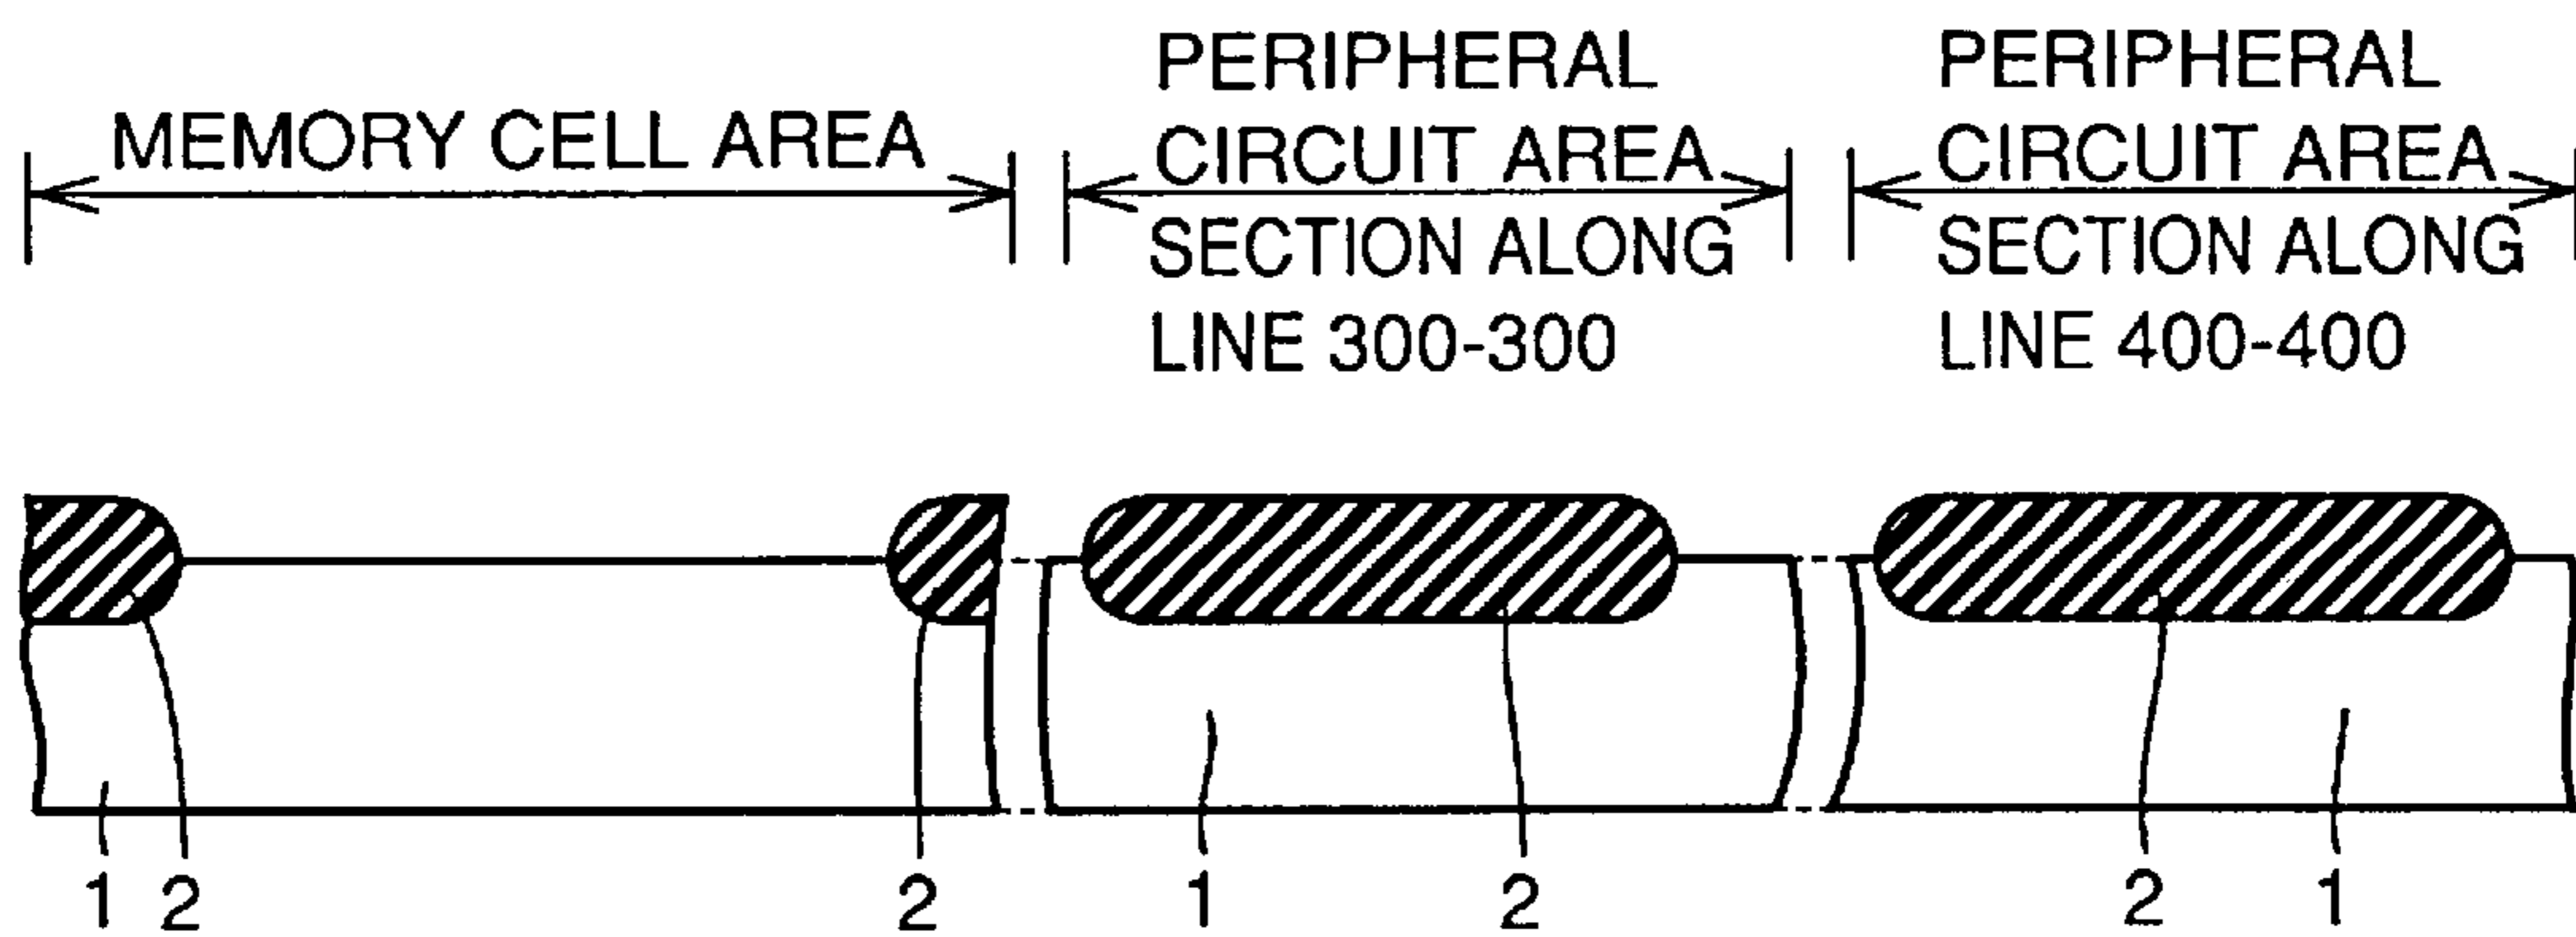 MEMORY CELL AREA
PERIPHERAL
CIRCUIT AREA
SECTION ALONG
LINE 300-300
PERIPHERAL
CIRCUIT AREA
SECTION ALONG
LINE 400-400
1 2 2 1 2 2 1